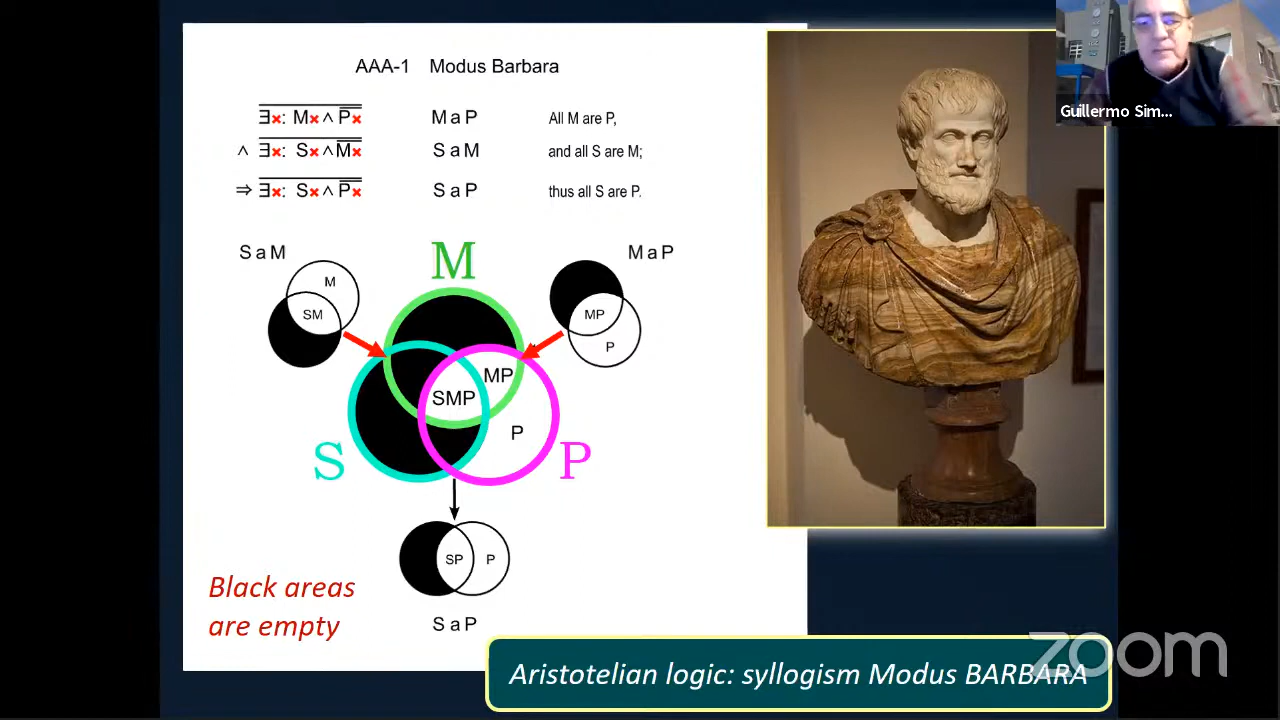 AAA-1 Modus Barbara
∃x: Mx ∧ P̅x̅ M a P All M are P,
∧ ∃x: Sx ∧ M̅x̅ S a M and all S are M;
⇒ ∃x: Sx ∧ P̅x̅ S a P thus all S are P.
S a M
M
M a P
M
SM
MP
P
MP
SMP
P
S
P
SP P
S a P
Black areas
are empty
Aristotelian logic: syllogism Modus BARBARA
Guillermo Sim...
zoom